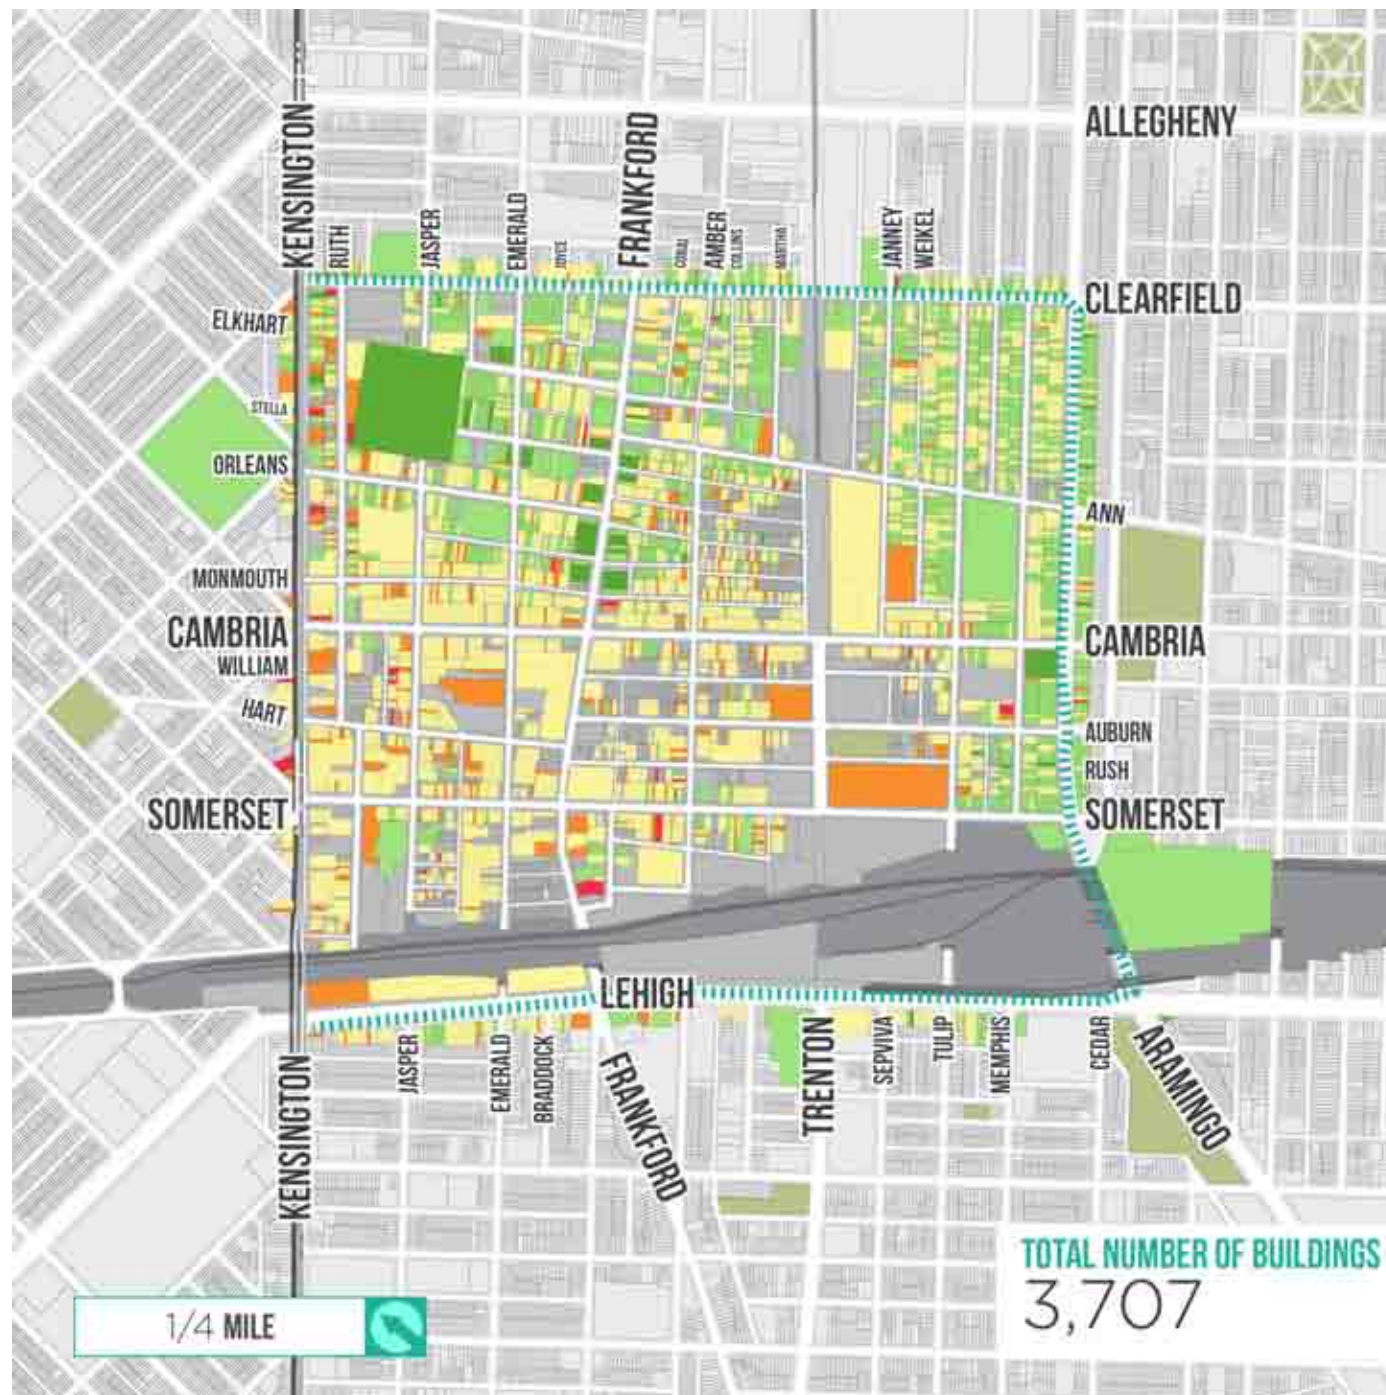 ALLEGHENY
KENSINGTON
FRANKFORD
RUTH
JASPER
EMERALD
JOYCE
CORAL
AMBER
COLLINS
MARTHA
JANNEY
WEIKEL
CLEARFIELD
ELKHART
STELLA
ORLEANS
ANN
MONMOUTH
CAMBRIA
CAMBRIA
WILLIAM
HART
AUBURN
RUSH
SOMERSET
SOMERSET
LEHIGH
KENSINGTON
JASPER
EMERALD
BRADDOCK
FRANKFORD
TRENTON
SEPVIVA
TULIP
MEMPHIS
CEDAR
ARAMINGO
TOTAL NUMBER OF BUILDINGS
3,707
1/4 MILE